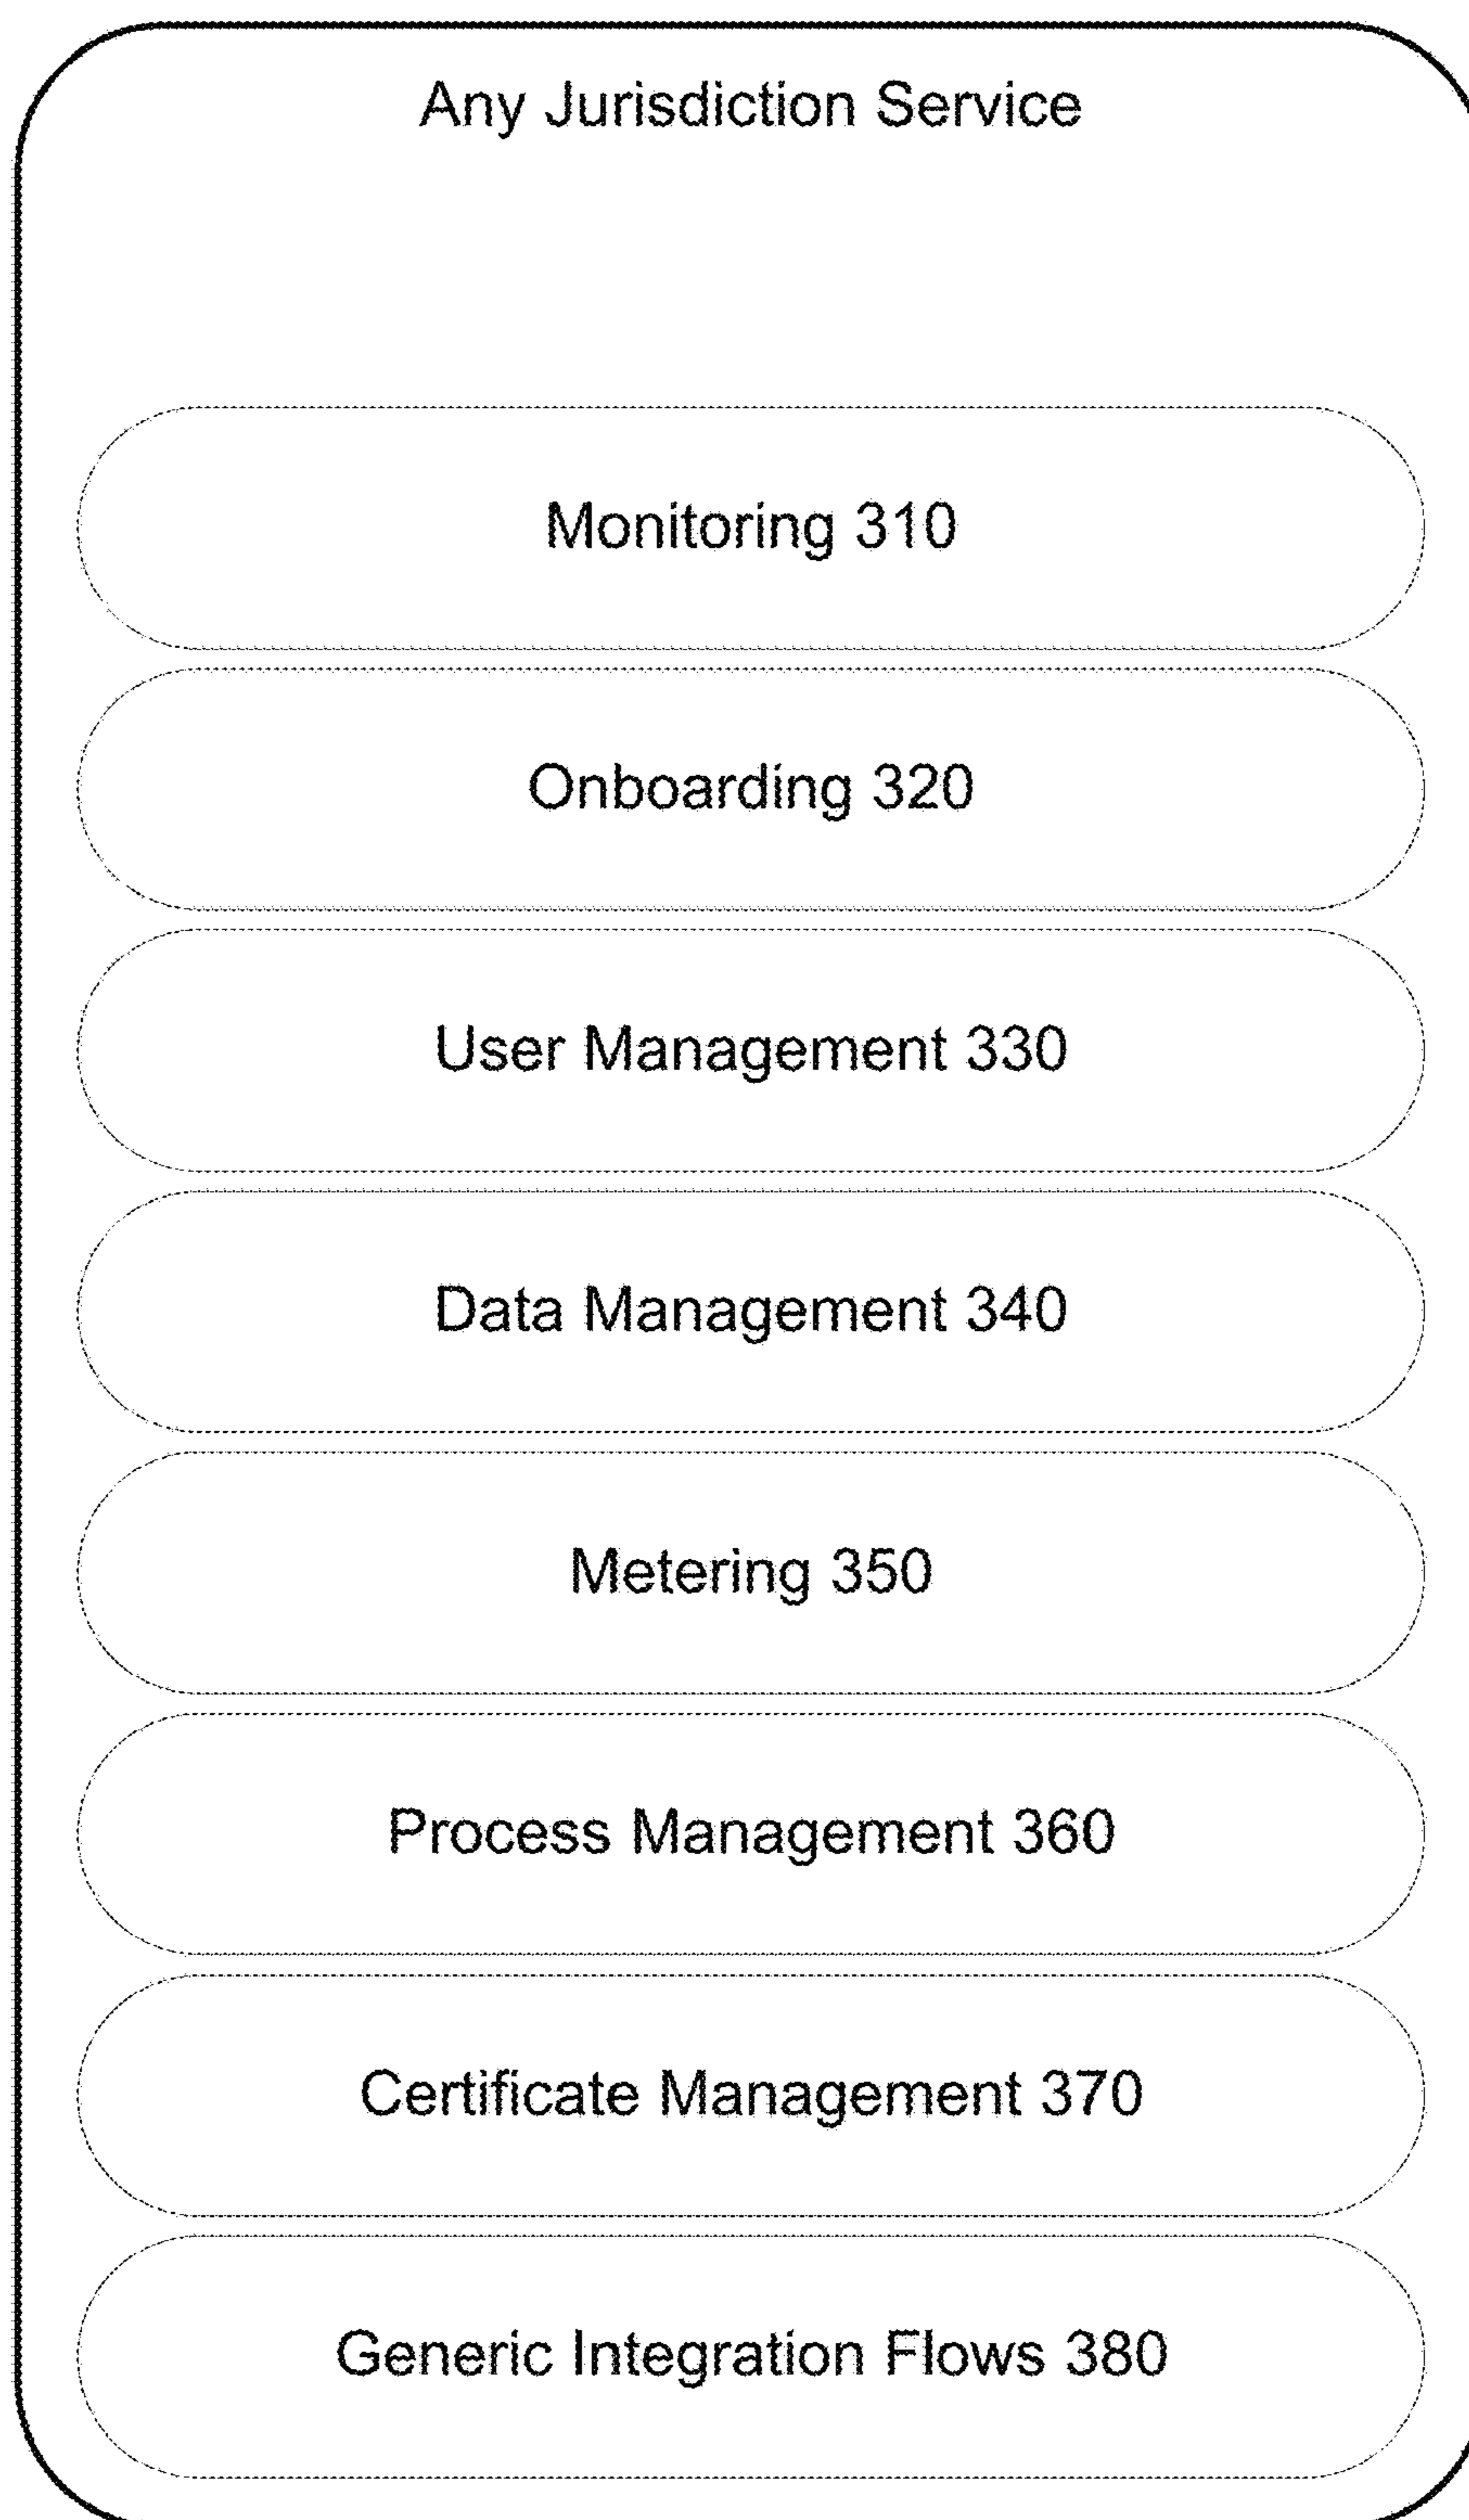 Any Jurisdiction Service
Monitoring 310
Onboarding 320
User Management 330
Data Management 340
Metering 350
Process Management 360
Certificate Management 370
Generic Integration Flows 380